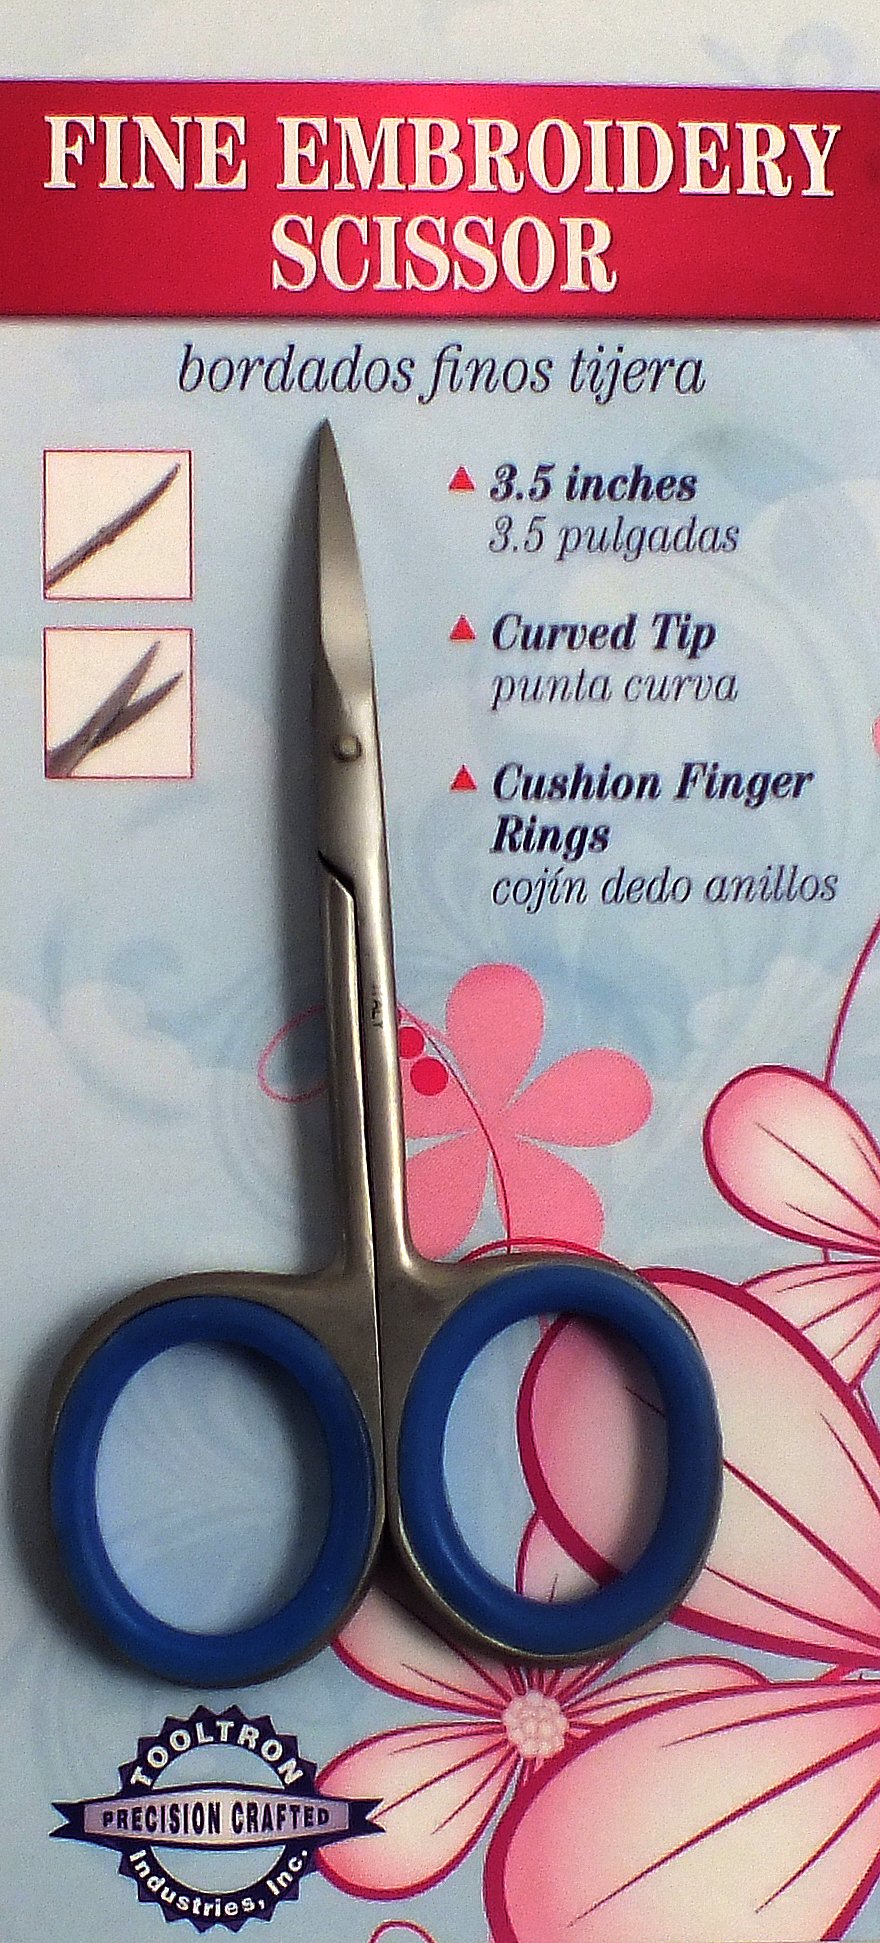 FINE EMBROIDERY
SCISSOR
bordados finos tijera
3.5 inches
3.5 pulgadas
Curved Tip
punta curva
Cushion Finger
Rings
cojín dedo anillos
TOOLTRON
PRECISION CRAFTED
Industries, Inc.